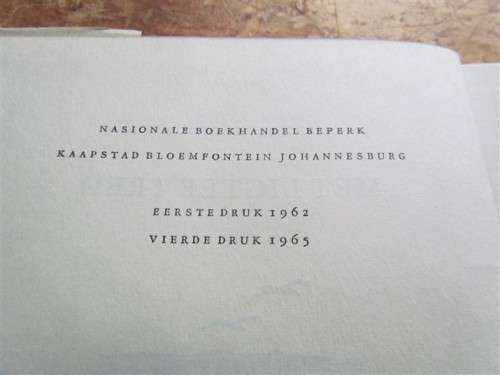 NASIONALE BOEKHANDEL BEPERK
KAAPSTAD BLOEMFONTEIN JOHANNESBURG
EERSTE DRUK 1962
VIERDE DRUK 1965